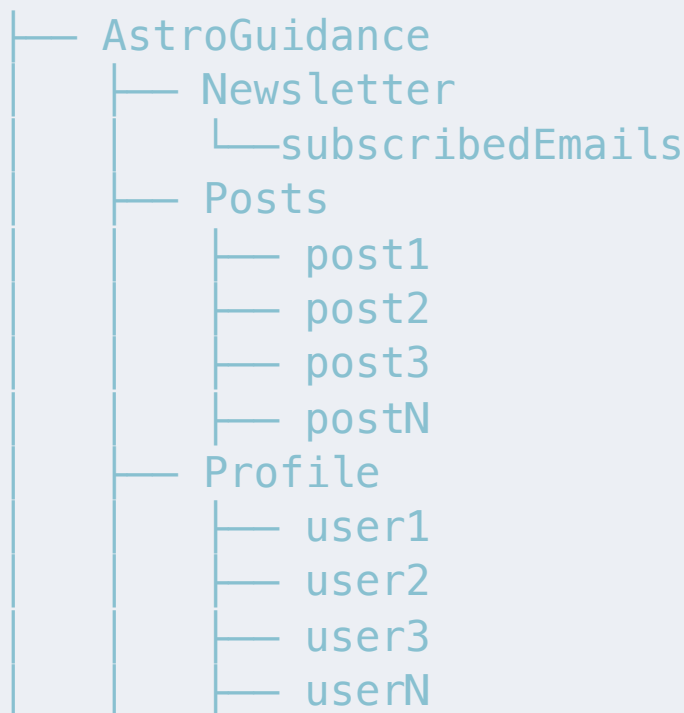 ├── AstroGuidance
│   ├── Newsletter
│   │   └──subscribedEmails
│   ├── Posts
│   │   ├── post1
│   │   ├── post2
│   │   ├── post3
│   │   ├── postN
│   ├── Profile
│   │   ├── user1
│   │   ├── user2
│   │   ├── user3
│   │   ├── userN